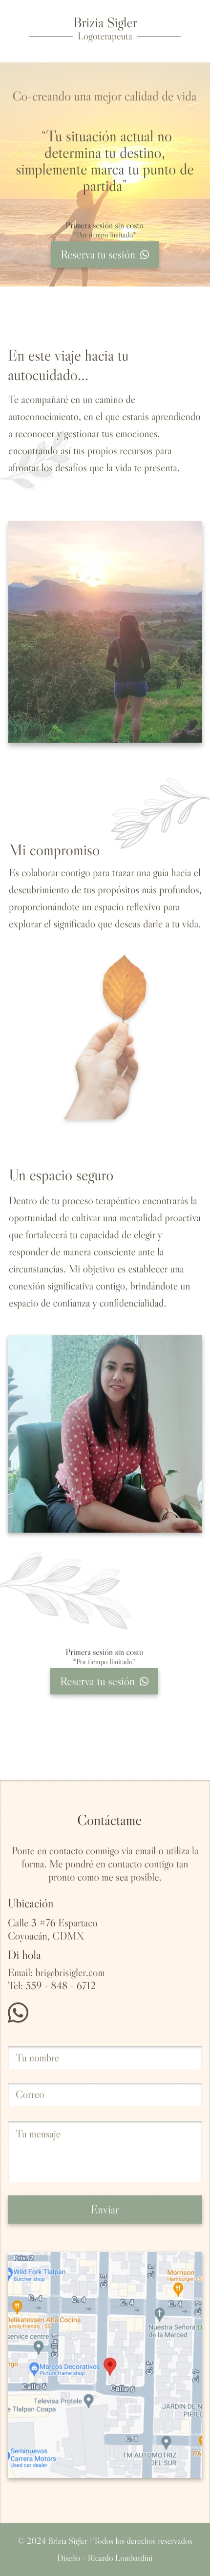 Brizia Sigler
Logoterapeuta
Co-creando una mejor calidad de vida
"Tu situación actual no
determina tu destino,
simplemente marca tu punto de
partida"
Primera sesión sin costo
"Por tiempo limitado"
Reserva tu sesión
En este viaje hacia tu
autocuidado...
Te acompañaré en un camino de
autoconocimiento, en el que estarás aprendiendo
a reconocer y gestionar tus emociones,
encontrando así tus propios recursos para
afrontar los desafíos que la vida te presenta.
Mi compromiso
Es colaborar contigo para trazar una guía hacia el
descubrimiento de tus propósitos más profundos,
proporcionándote un espacio reflexivo para
explorar el significado que deseas darle a tu vida.
Un espacio seguro
Dentro de tu proceso terapéutico encontrarás la
oportunidad de cultivar una mentalidad proactiva
que fortalecerá tu capacidad de elegir y
responder de manera consciente ante la
circunstancias. Mi objetivo es establecer una
conexión significativa contigo, brindándote un
espacio de confianza y confidencialidad.
Primera sesión sin costo
"Por tiempo limitado"
Reserva tu sesión
Contáctame
Ponte en contacto conmigo via email o utiliza la
forma. Me pondré en contacto contigo tan
pronto como me sea posible.
Ubicación
Calle 3 #76 Espartaco
Coyoacán, CDMX
Di hola
Email: bri@brisigler.com
Tel: 559 - 848 - 6712
Tu nombre
Correo
Tu mensaje
Enviar
Wild Fork Tlalpan
Butcher shop
Morrison
Hamburger
Delikatessen Alta Cocina
Family friendly
Nuestra Señora D
de la Merced
service centre
Marcos Decorativos
Picture frame shop
Calle 6
Calle 6
Televisa Protele
e Tlalpan Coapa
JARDIN DE N
PIPIL
Seminuevos
Carrera Motors
Used car dealer
TM AUTOMOTRIZ
DEL SUR
© 2024 Brizia Sigler | Todos los derechos reservados
Diseño - Ricardo Lombardini